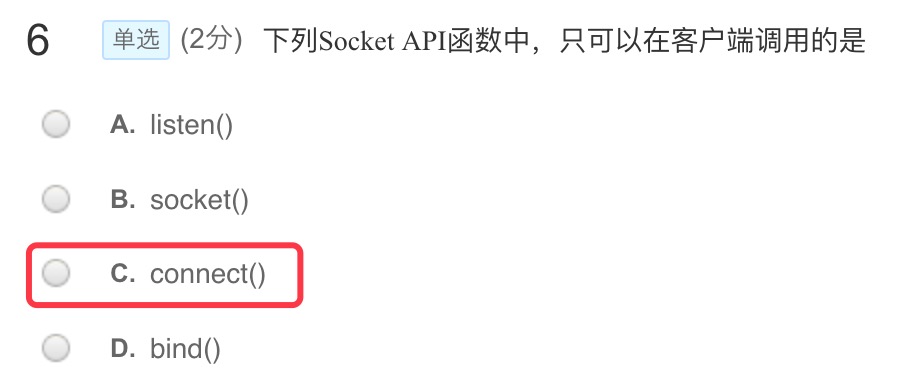 6 单选 (2分) 下列Socket API函数中，只可以在客户端调用的是
A. listen()
B. socket()
C. connect()
D. bind()